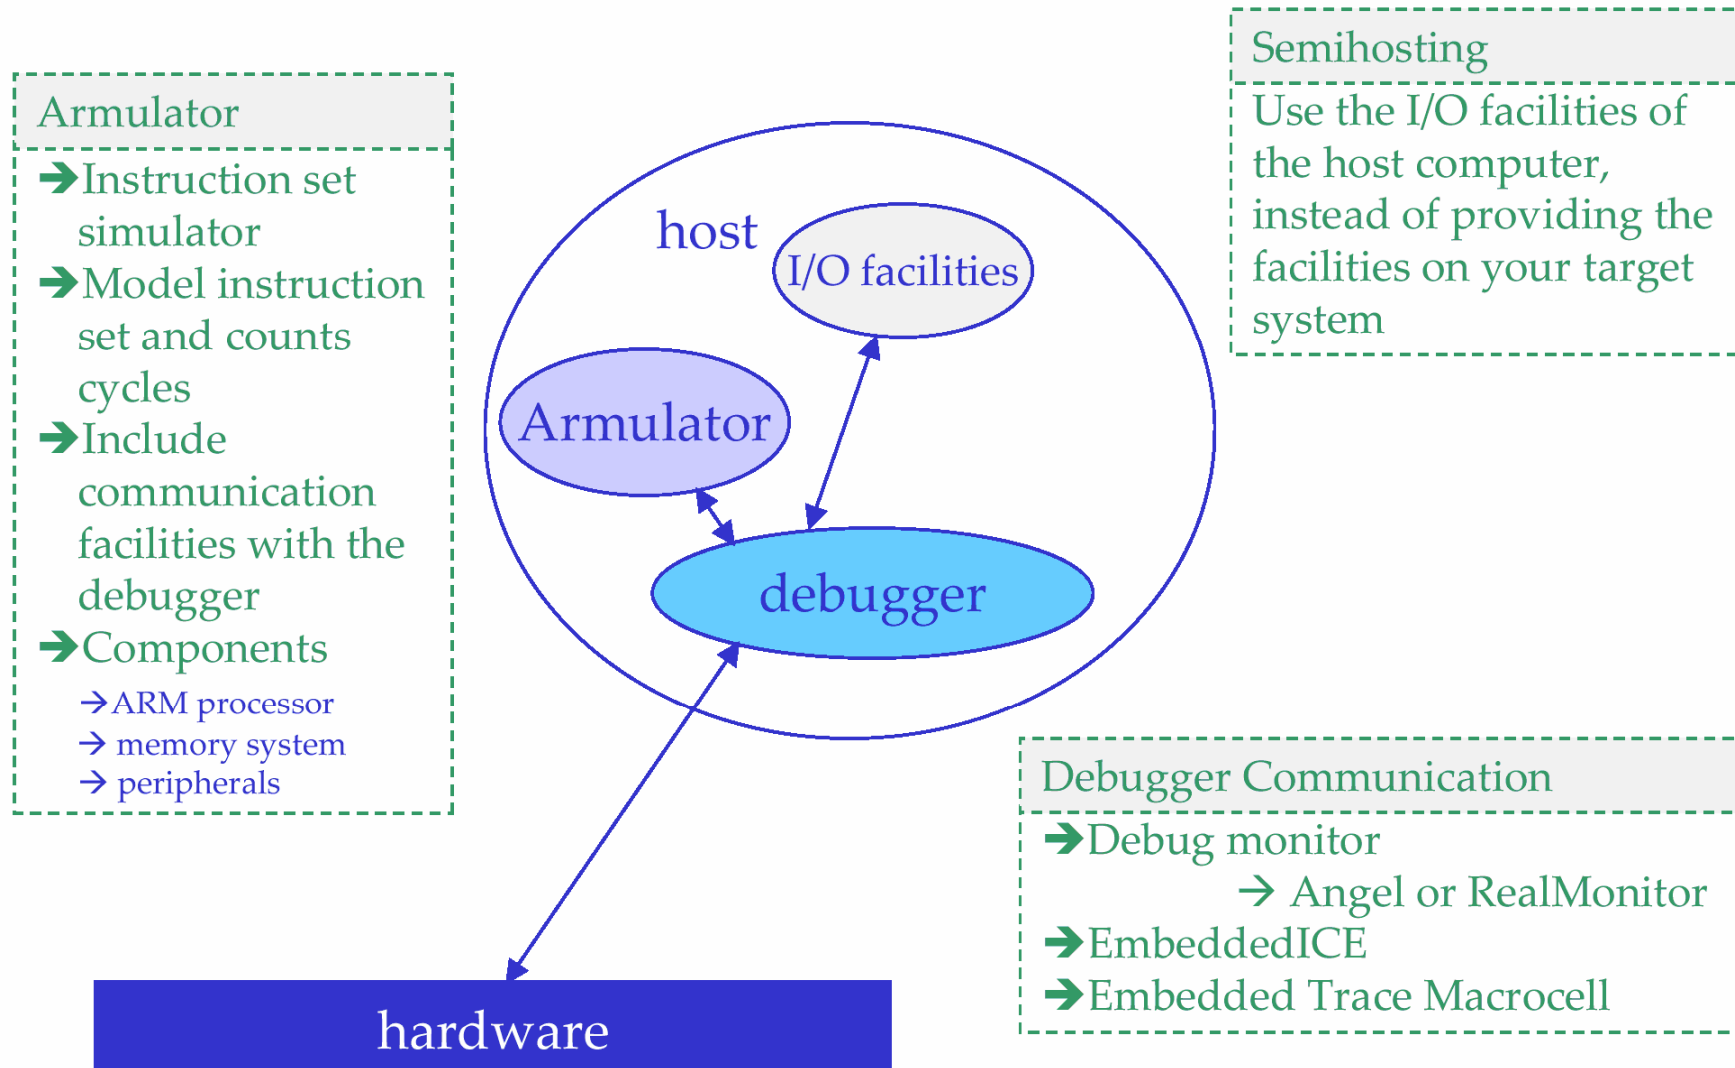 Armulator
➔Instruction set
simulator
➔Model instruction
set and counts
cycles
➔Include
communication
facilities with the
debugger
➔Components
→ARM processor
→ memory system
→ peripherals
host
I/O facilities
Armulator
debugger
hardware
Semihosting
Use the I/O facilities of
the host computer,
instead of providing the
facilities on your target
system
Debugger Communication
➔Debug monitor
→ Angel or RealMonitor
➔EmbeddedICE
➔Embedded Trace Macrocell